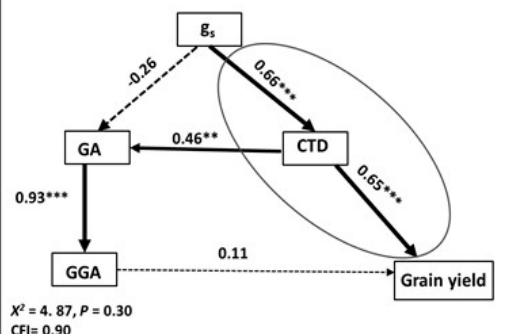 gs
-0.26
0.66***
GA
0.46**
CTD
0.93***
0.65***
GGA
0.11
Grain yield
X² = 4. 87, P = 0.30
CFI= 0.90